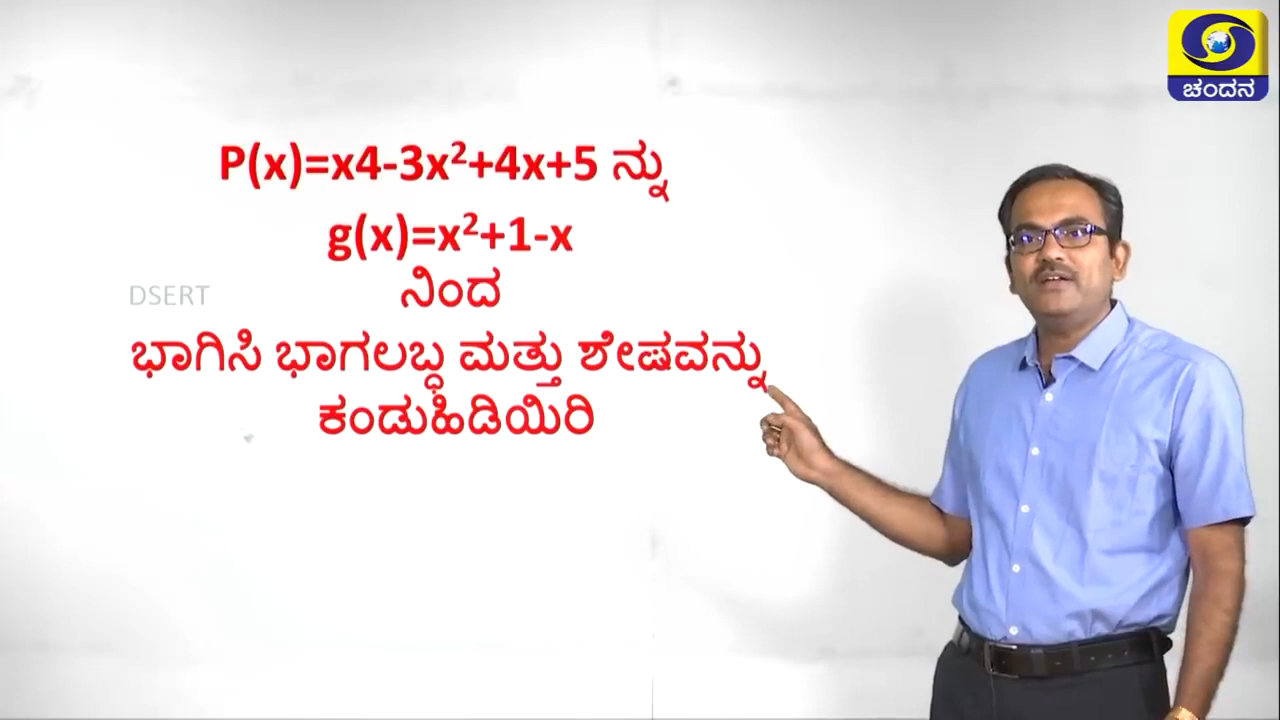 ಚಂದನ
P(x)=x4-3x²+4x+5 ನ್ನು
g(x)=x²+1-x
ನಿಂದ
DSERT
ಭಾಗಿಸಿ ಭಾಗಲಬ್ಧ ಮತ್ತು ಶೇಷವನ್ನು
ಕಂಡುಹಿಡಿಯಿರಿ